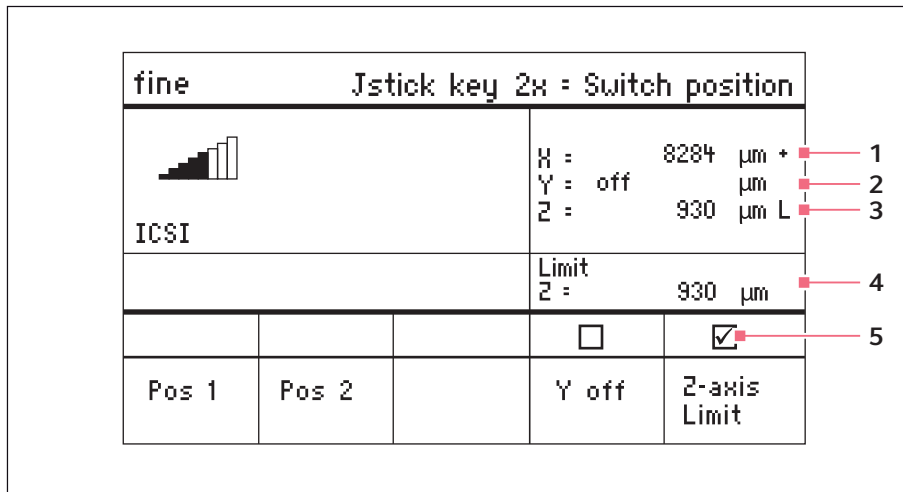 fine Jstick key 2x = Switch position
X = 8284 µm + 1
Y = off µm 2
Z = 930 µm L 3
ICSI
Limit
Z = 930 µm 4
5
Pos 1 Pos 2 Y off Z-axis
Limit